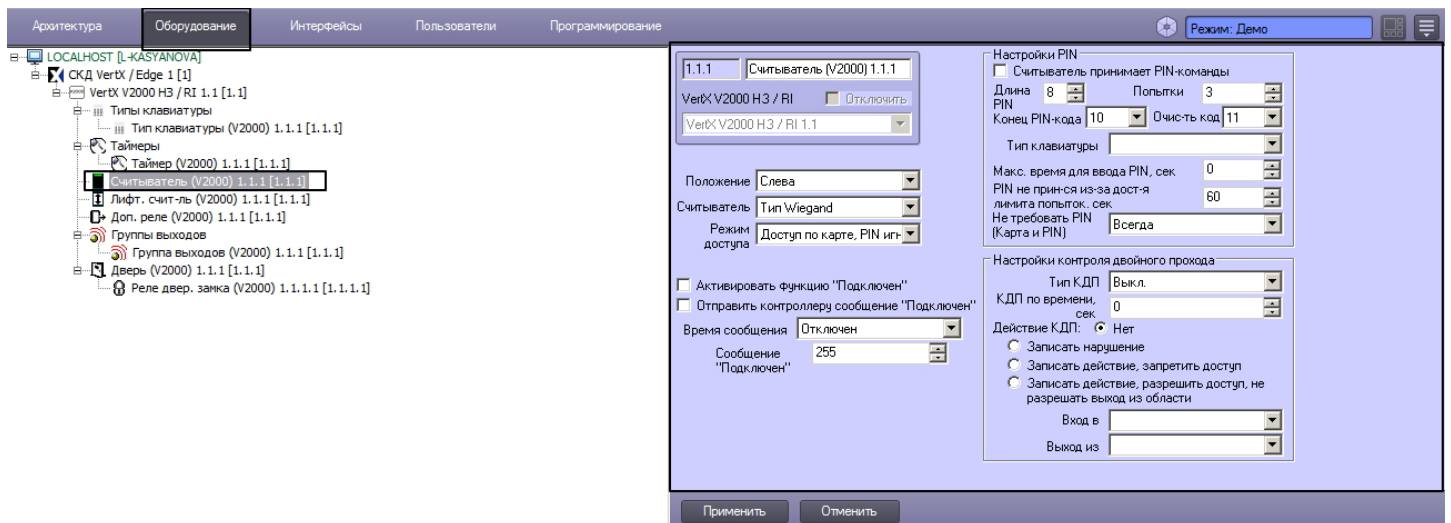 Архитектура Оборудование Интерфейсы Пользователи Программирование Режим: Демо
LOCALHOST [L-KASYANOVA]
СКД VertX / Edge 1 [1]
VertX V2000 H3 / RI 1.1 [1.1]
Типы клавиатуры
Тип клавиатуры (V2000) 1.1.1 [1.1.1]
Таймеры
Таймер (V2000) 1.1.1 [1.1.1]
Считыватель (V2000) 1.1.1 [1.1.1]
Лифт. счит-ль (V2000) 1.1.1 [1.1.1]
Доп. реле (V2000) 1.1.1 [1.1.1]
Группы выходов
Группа выходов (V2000) 1.1.1 [1.1.1]
Дверь (V2000) 1.1.1 [1.1.1]
Реле двер. замка (V2000) 1.1.1.1 [1.1.1.1]
1.1.1 Считыватель (V2000) 1.1.1
VertX V2000 H3 / RI Отключить
VertX V2000 H3 / RI 1.1
Положение Слева
Считыватель Тип Wiegand
Режим доступа Доступ по карте, PIN игн
Активировать функцию "Подключен"
Отправить контроллеру сообщение "Подключен"
Время сообщения Отключен
Сообщение 255
"Подключен"
Настройки PIN
Считыватель принимает PIN-команды
Длина PIN 8 Попытки 3
Конец PIN-кода 10 Очис-ть код 11
Тип клавиатуры
Макс. время для ввода PIN, сек 0
PIN не прин-ся из-за дост-я
лимита попыток. сек 60
Не требовать PIN
(Карта и PIN) Всегда
Настройки контроля двойного прохода
Тип КДП Выкл.
КДП по времени,
сек 0
Действие КДП: Нет
Записать нарушение
Записать действие, запретить доступ
Записать действие, разрешить доступ, не
разрешать выход из области
Вход в
Выход из
Применить Отменить